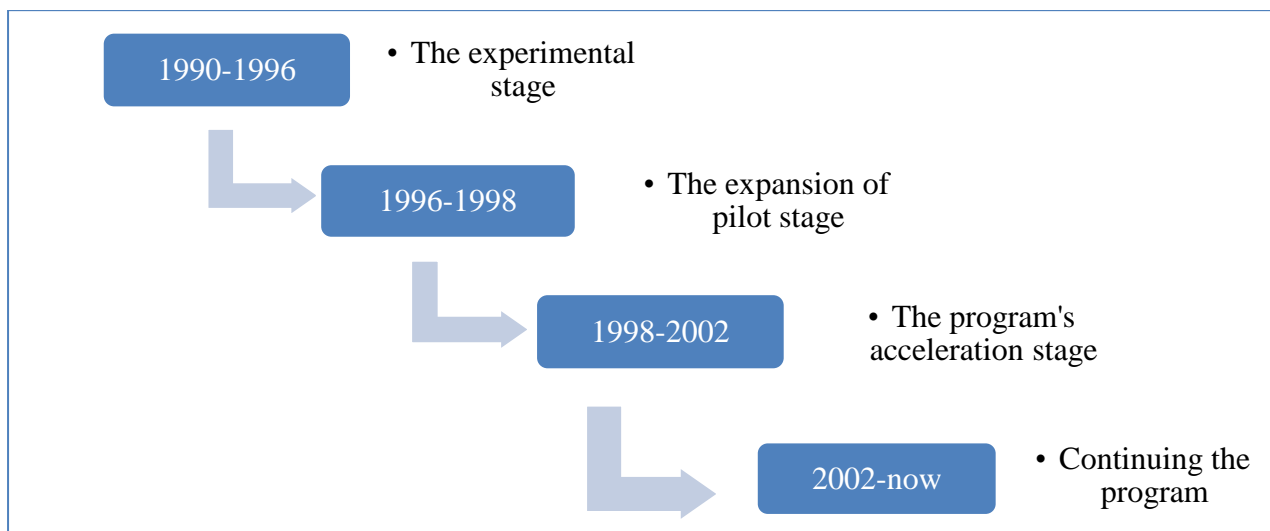 1990-1996
• The experimental
stage
1996-1998
• The expansion of
pilot stage
1998-2002
• The program's
acceleration stage
2002-now
• Continuing the
program